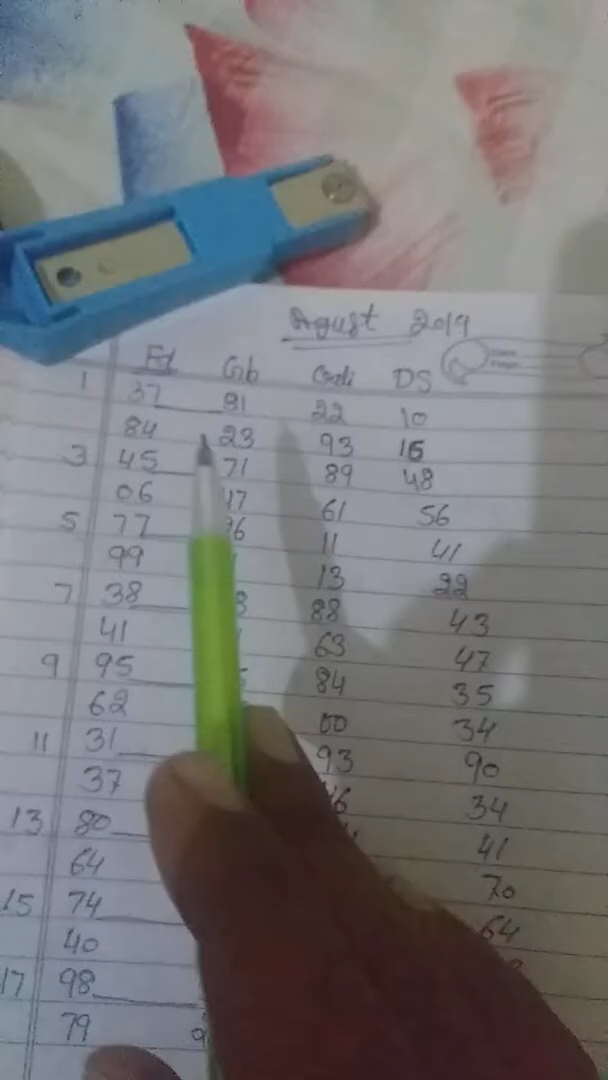 Agust 2019
Fd Gb Gali DS
1 37 81 22 10
84 23 93 16
3 45 71 89 48
06 47 61 56
5 77 11 41
99 13 22
7 38 88 43
41 63 47
9 95 84 35
62 00 34
11 31 93 90
37 34
13 80 41
64 70
15 74 64
40
17 98
79